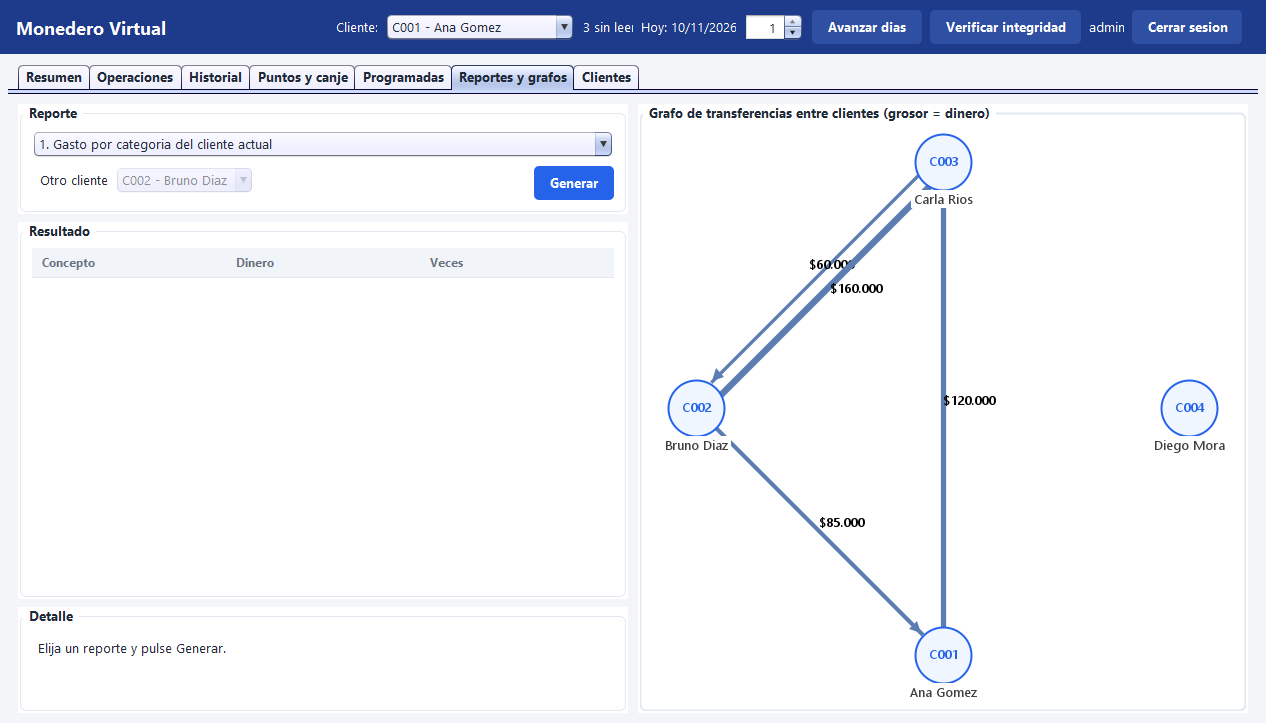 Monedero Virtual
Cliente: C001 - Ana Gomez 3 sin leer Hoy: 10/11/2026 1 Avanzar dias Verificar integridad admin Cerrar sesion
Resumen Operaciones Historial Puntos y canje Programadas Reportes y grafos Clientes
Reporte
1. Gasto por categoria del cliente actual
Otro cliente C002 - Bruno Diaz Generar
Resultado
Concepto Dinero Veces
Detalle
Elija un reporte y pulse Generar.
Grafo de transferencias entre clientes (grosor = dinero)
C003
Carla Rios
$60.000
$160.000
$120.000
C002
Bruno Diaz
C004
Diego Mora
$85.000
C001
Ana Gomez